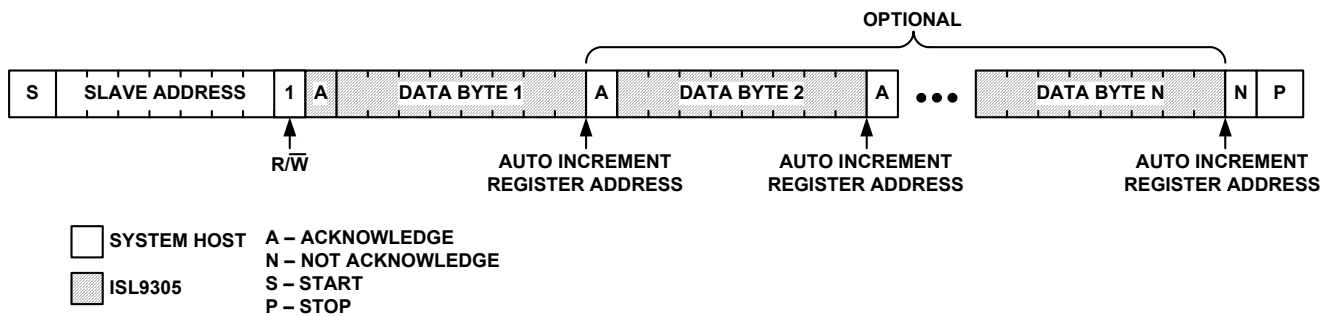 OPTIONAL
S SLAVE ADDRESS 1 A DATA BYTE 1 A DATA BYTE 2 A ●●● DATA BYTE N N P
R/W̅
AUTO INCREMENT
REGISTER ADDRESS
AUTO INCREMENT
REGISTER ADDRESS
AUTO INCREMENT
REGISTER ADDRESS
SYSTEM HOST
ISL9305
A – ACKNOWLEDGE
N – NOT ACKNOWLEDGE
S – START
P – STOP